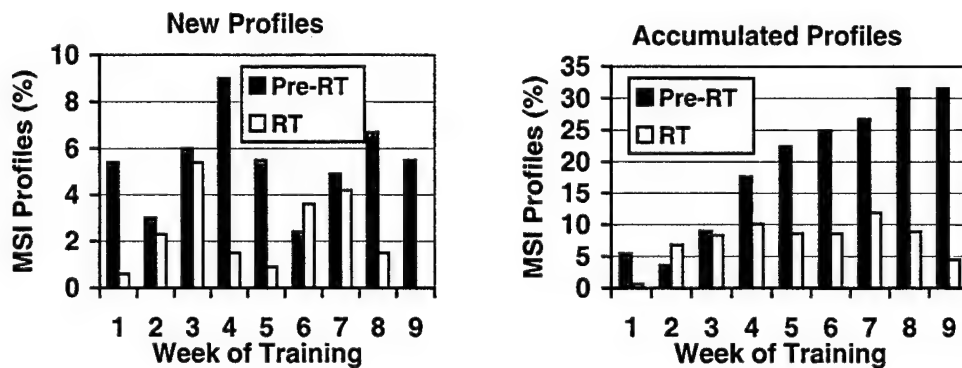 New Profiles
MSI Profiles (%)
10
8
6
4
2
0
Pre-RT
RT
1 2 3 4 5 6 7 8 9
Week of Training
Accumulated Profiles
MSI Profiles (%)
35
30
25
20
15
10
5
0
Pre-RT
RT
1 2 3 4 5 6 7 8 9
Week of Training